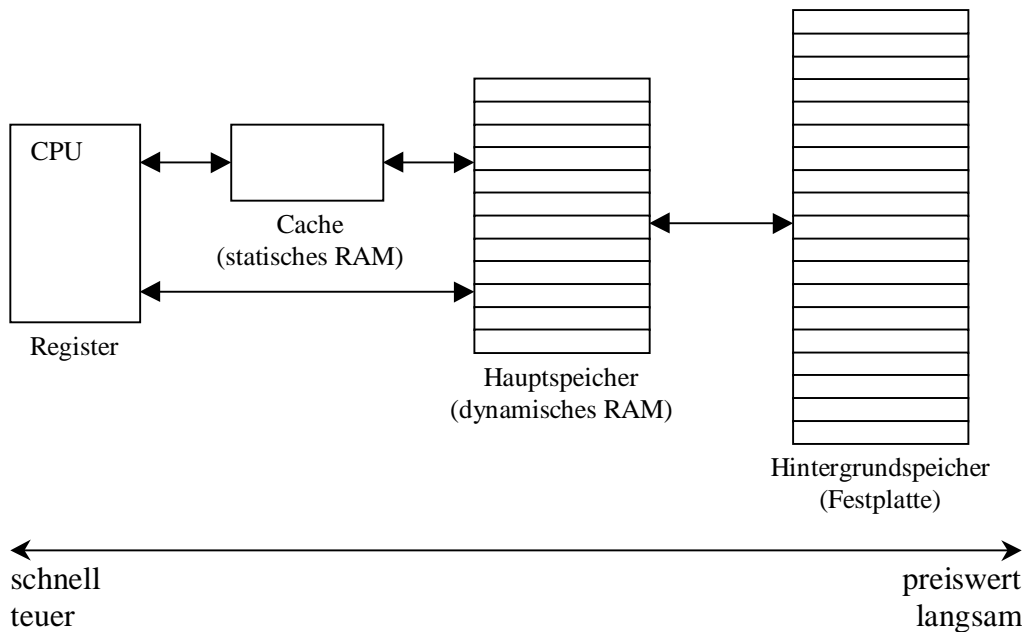 CPU
Cache
(statisches RAM)
Register
Hauptspeicher
(dynamisches RAM)
Hintergrundspeicher
(Festplatte)
schnell
teuer
preiswert
langsam